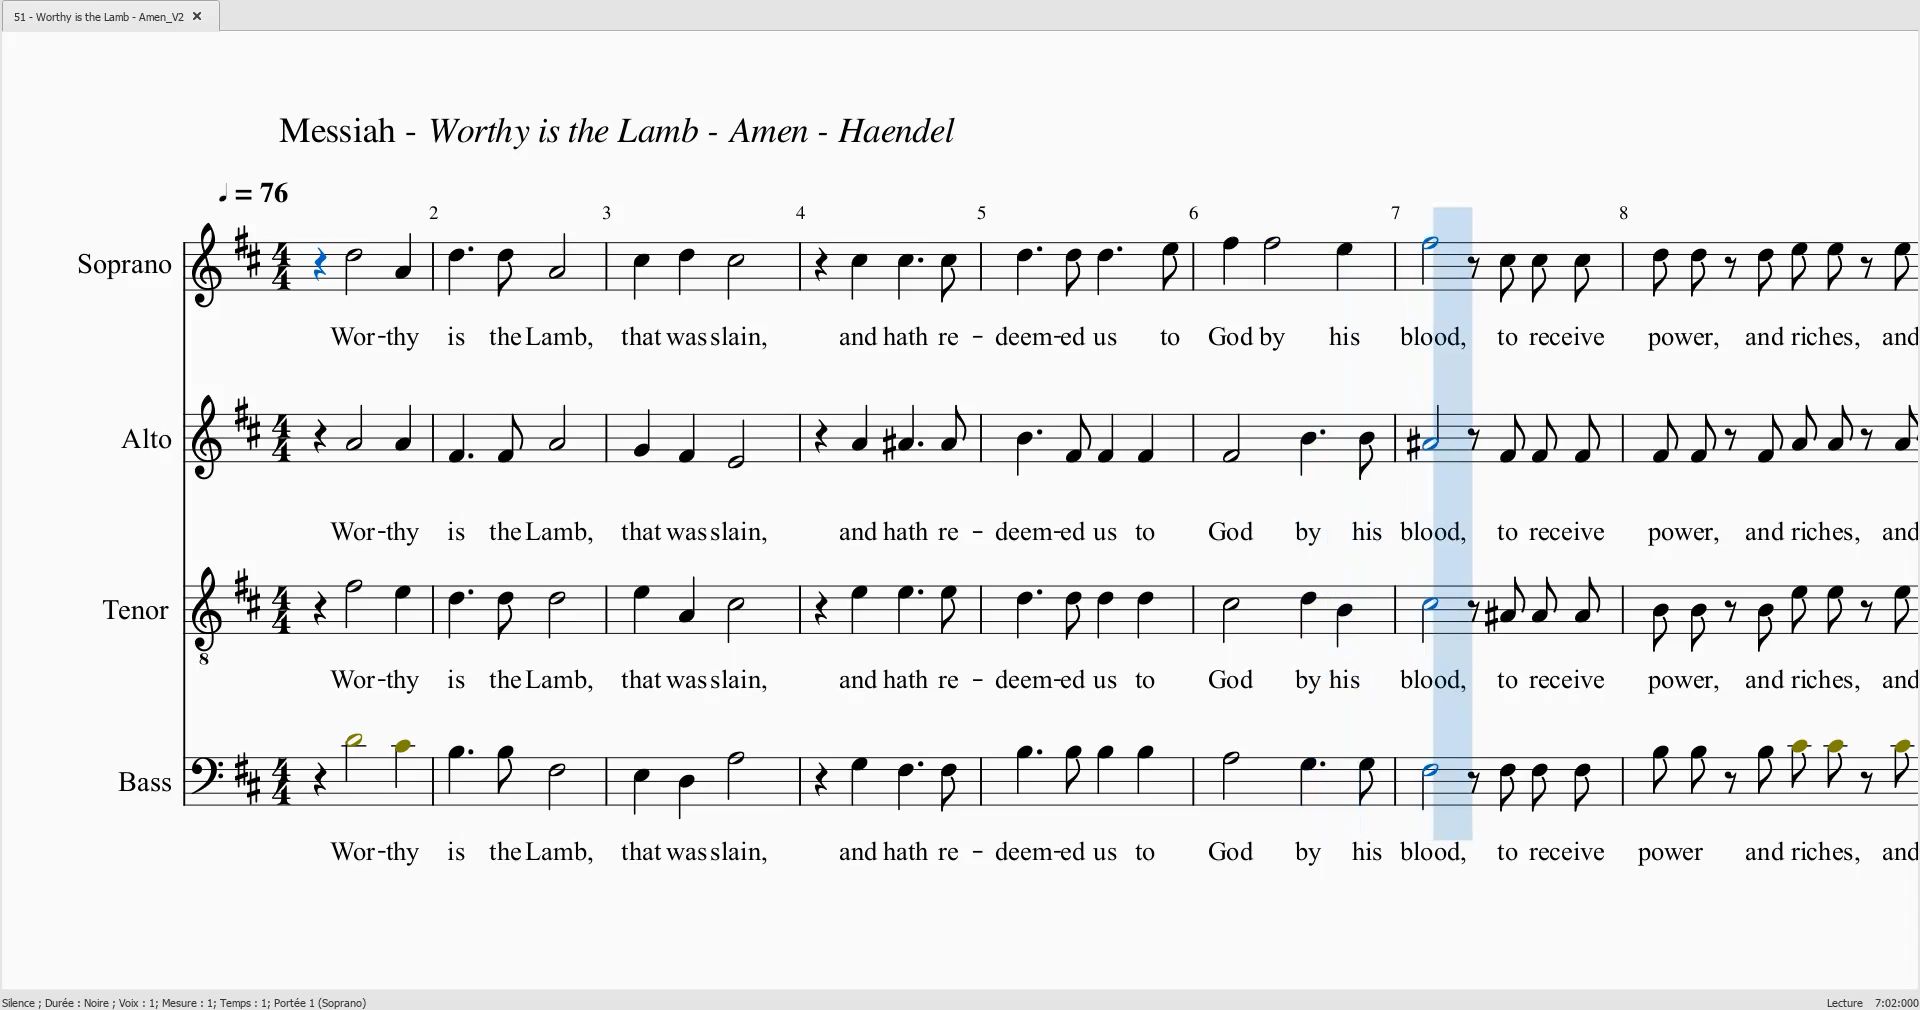 51 - Worthy is the Lamb - Amen_V2 ×
Messiah - Worthy is the Lamb - Amen - Haendel
♩ = 76
2 3 4 5 6 7 8
Soprano
Wor-thy is the Lamb, that was slain, and hath re - deem-ed us to God by his blood, to receive power, and riches, and
Alto
Wor-thy is the Lamb, that was slain, and hath re - deem-ed us to God by his blood, to receive power, and riches, and
Tenor
8
Wor-thy is the Lamb, that was slain, and hath re - deem-ed us to God by his blood, to receive power, and riches, and
Bass
Wor-thy is the Lamb, that was slain, and hath re - deem-ed us to God by his blood, to receive power and riches, and
Silence ; Durée : Noire ; Voix : 1; Mesure : 1; Temps : 1; Portée 1 (Soprano) Lecture 7:02:000